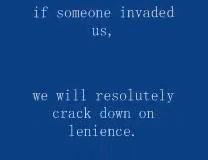 if someone invaded
us,
we will resolutely
crack down on
lenience.